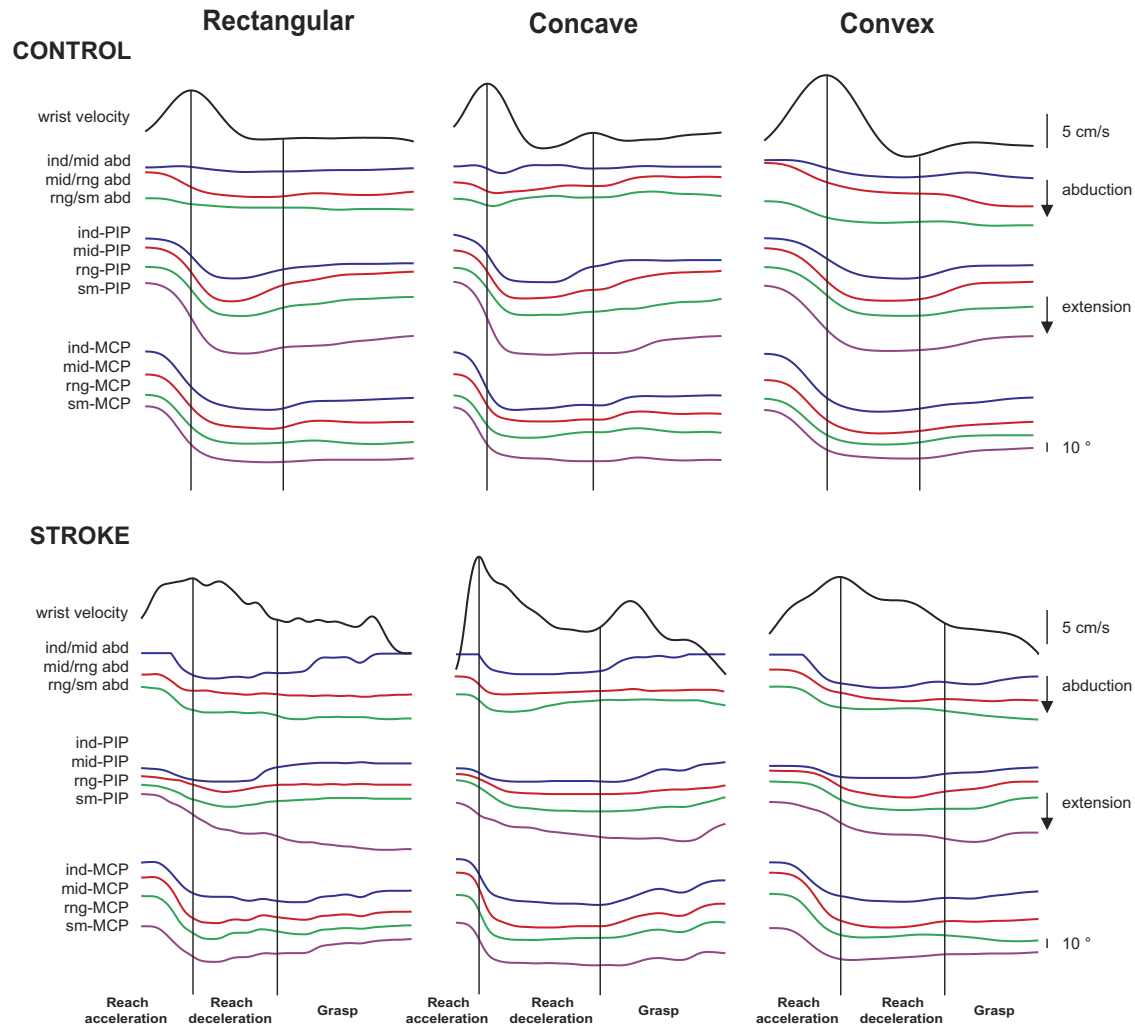 Rectangular
Concave
Convex
CONTROL
wrist velocity
5 cm/s
ind/mid abd
mid/rng abd
rng/sm abd
abduction
ind-PIP
mid-PIP
rng-PIP
sm-PIP
extension
ind-MCP
mid-MCP
rng-MCP
sm-MCP
10 °
STROKE
wrist velocity
5 cm/s
ind/mid abd
mid/rng abd
rng/sm abd
abduction
ind-PIP
mid-PIP
rng-PIP
sm-PIP
extension
ind-MCP
mid-MCP
rng-MCP
sm-MCP
10 °
Reach
acceleration
Reach
deceleration
Grasp
Reach
acceleration
Reach
deceleration
Grasp
Reach
acceleration
Reach
deceleration
Grasp